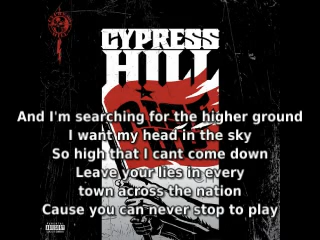 CYPRESS
HILL
And I'm searching for the higher ground
I want my head in the sky
So high that I cant come down
Leave your lies in every
town across the nation
Cause you can never stop to play